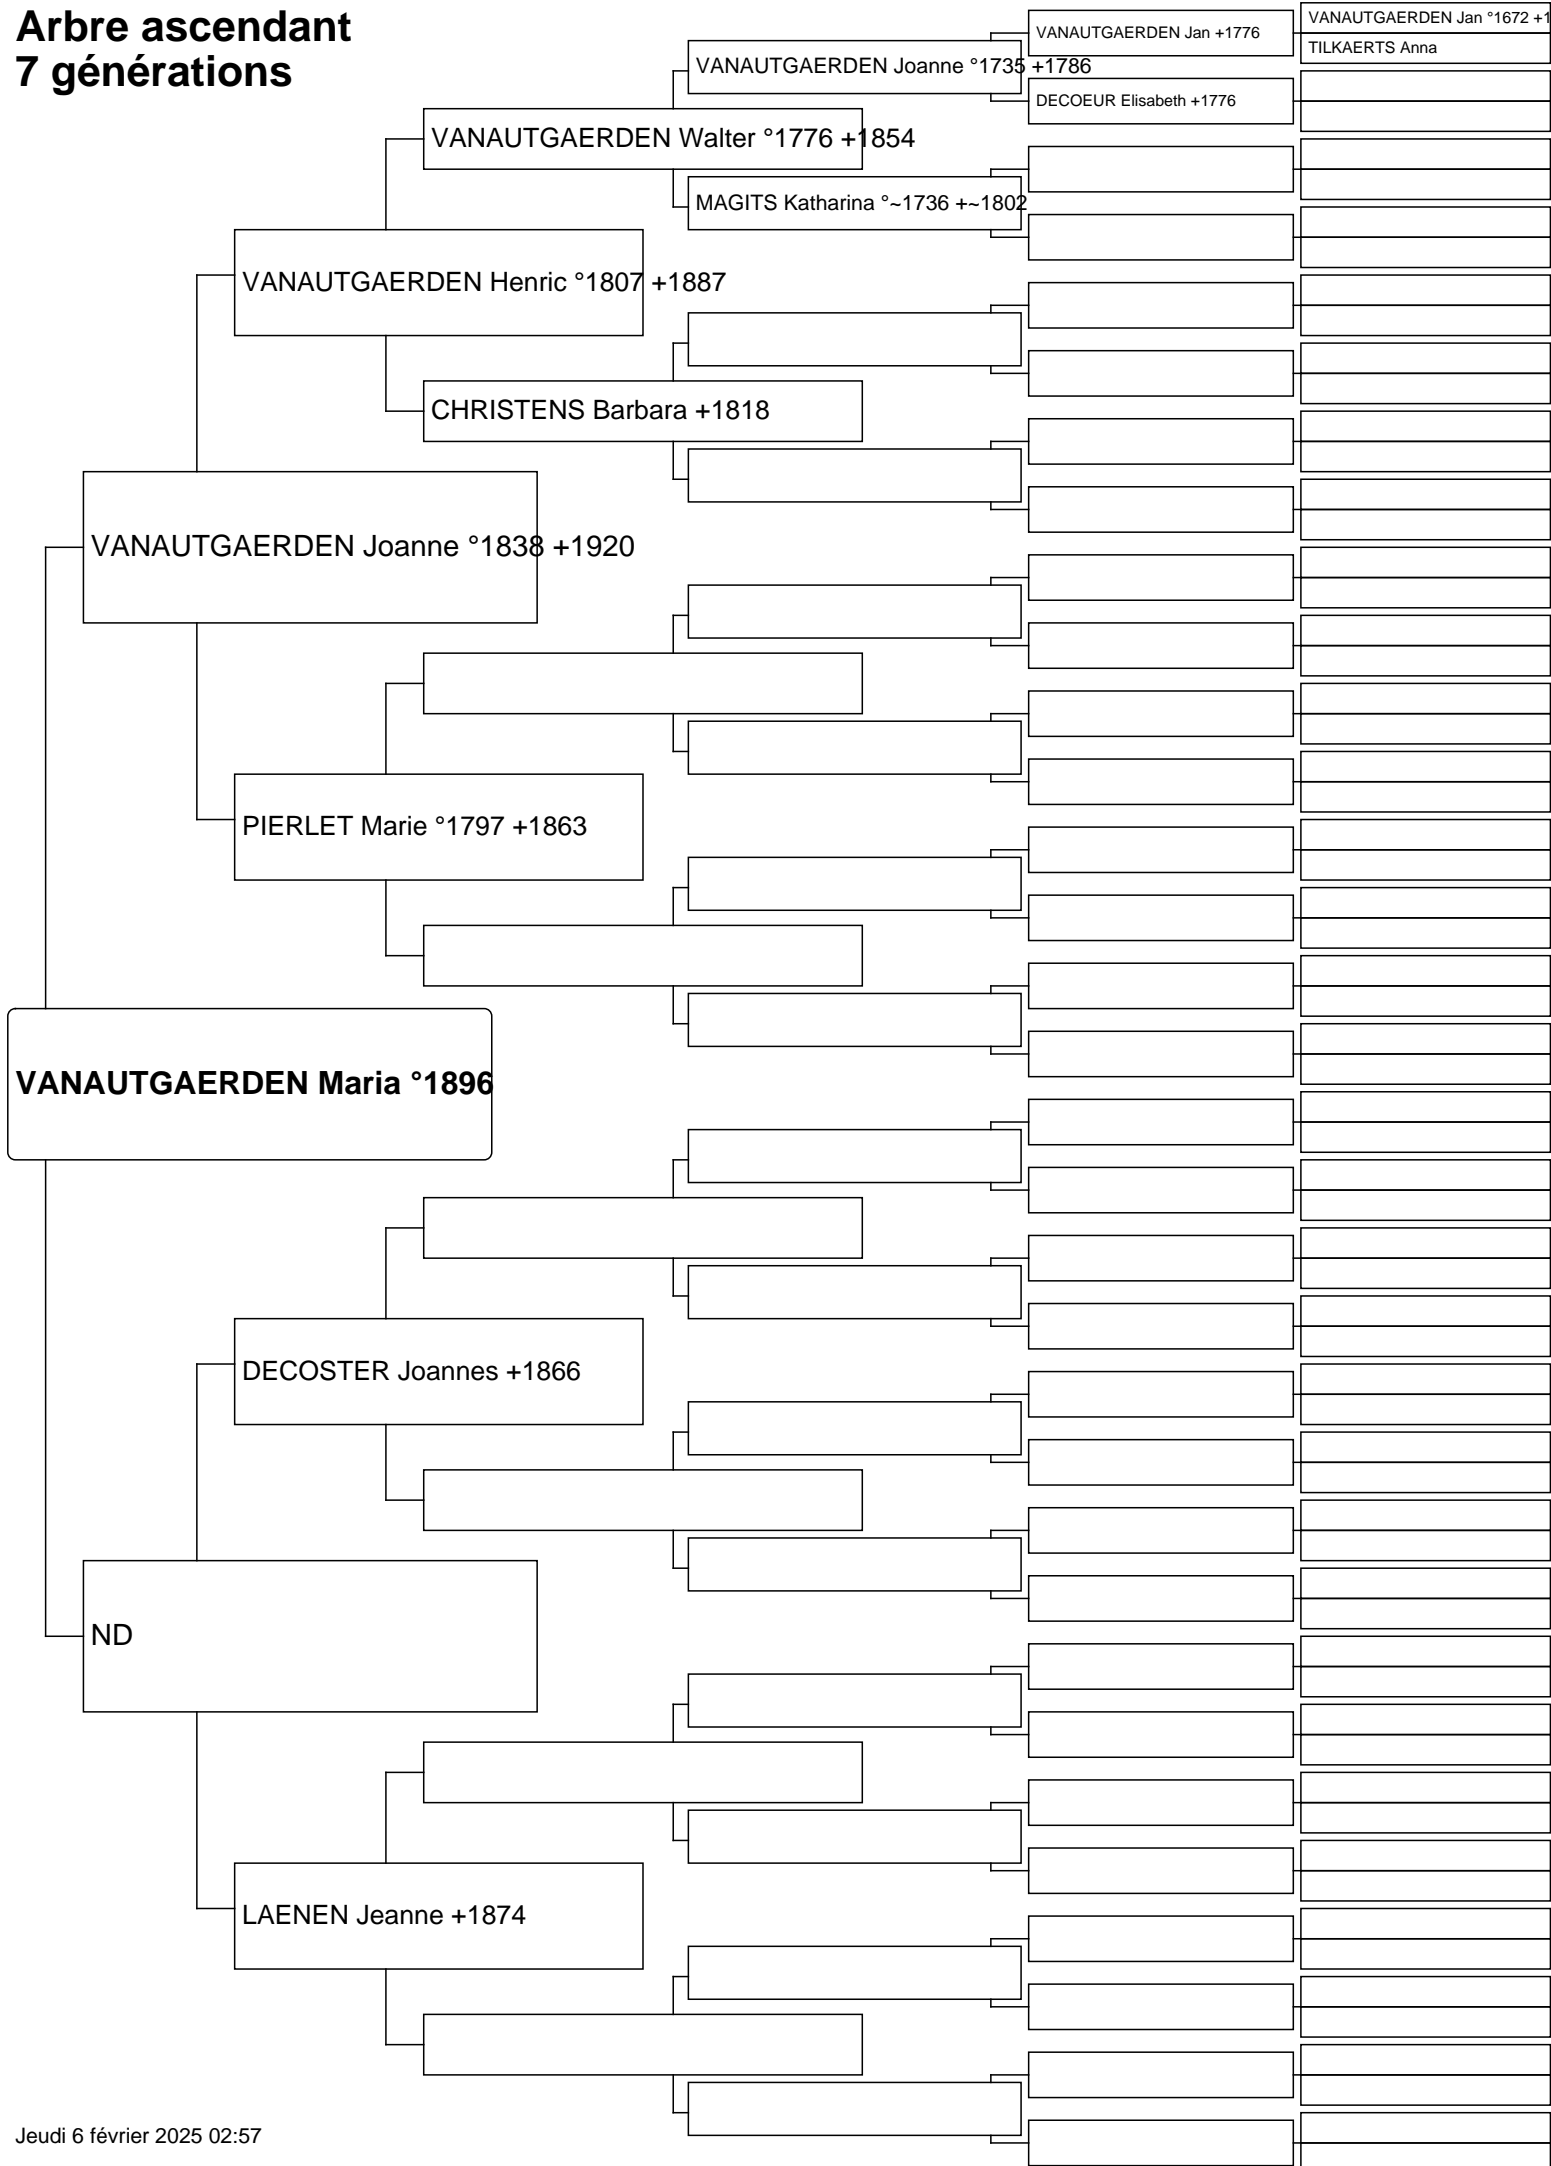 Arbre ascendant
7 générations
VANAUTGAERDEN Jan °1672 +1
TILKAERTS Anna
VANAUTGAERDEN Jan +1776
VANAUTGAERDEN Joanne °1735 +1786
DECOEUR Elisabeth +1776
VANAUTGAERDEN Walter °1776 +1854
MAGITS Katharina °~1736 +~1802
VANAUTGAERDEN Henric °1807 +1887
CHRISTENS Barbara +1818
VANAUTGAERDEN Joanne °1838 +1920
PIERLET Marie °1797 +1863
VANAUTGAERDEN Maria °1896
DECOSTER Joannes +1866
ND
LAENEN Jeanne +1874
Jeudi 6 février 2025 02:57